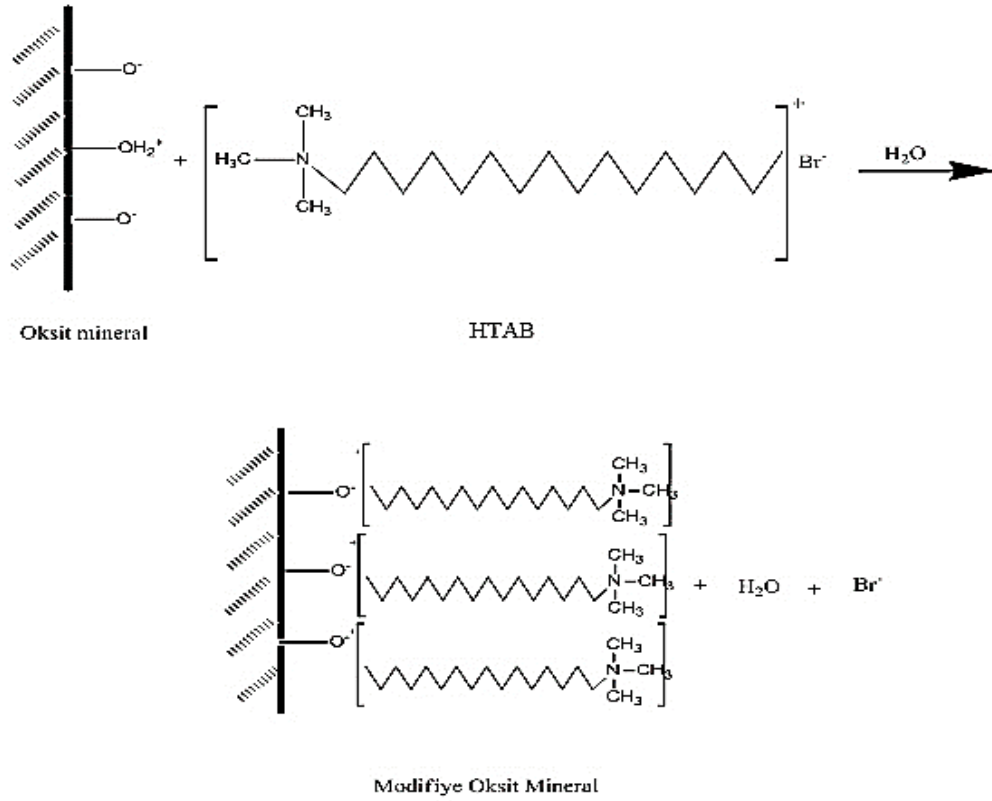 O⁻
CH₃
OH₂⁺ + H₃C N CH₃ + Br⁻ H₂O
O⁻
Oksit mineral HTAB
CH₃
O⁻ + N CH₃
CH₃
CH₃
O⁻ + N CH₃ + H₂O + Br⁻
CH₃
CH₃
O⁻ + N CH₃
CH₃
Modifiye Oksit Mineral